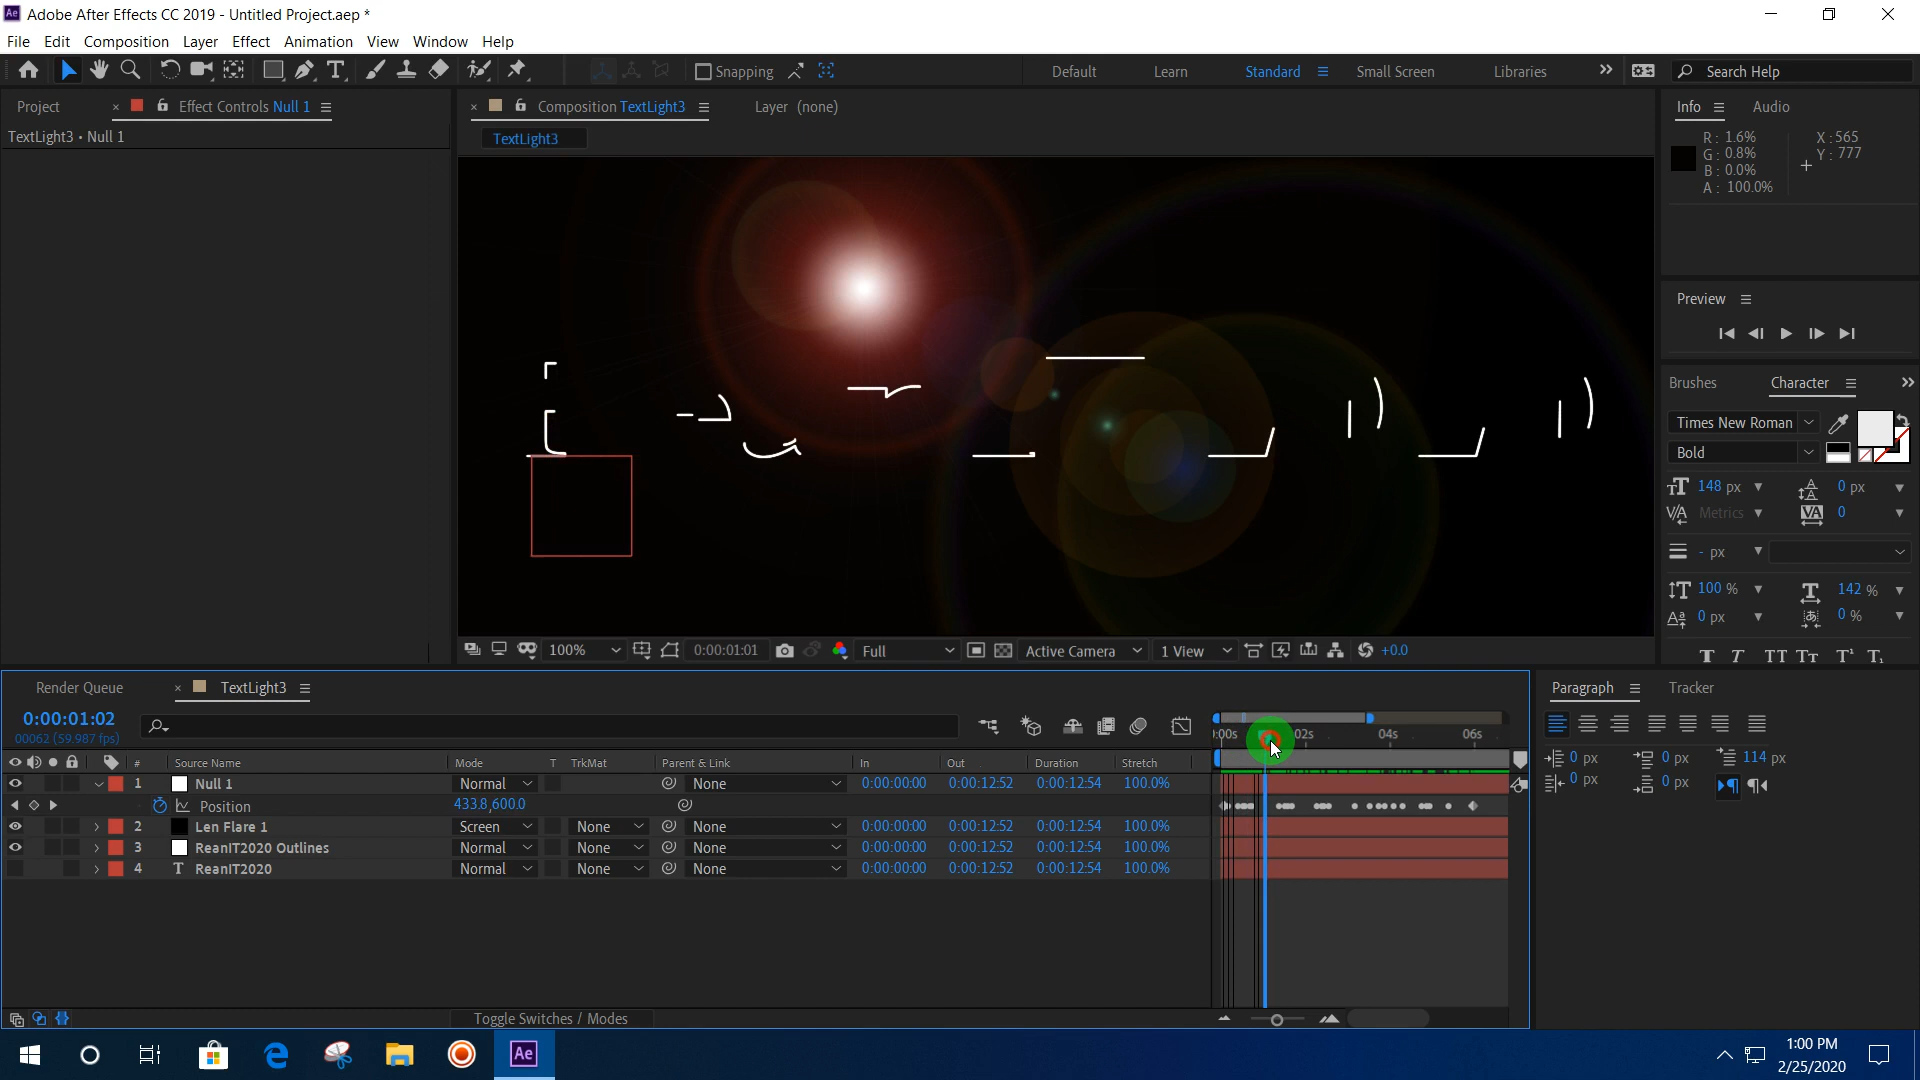 Ae Adobe After Effects CC 2019 - Untitled Project.aep *
File Edit Composition Layer Effect Animation View Window Help
Snapping Default Learn Standard Small Screen Libraries Search Help
Project Effect Controls Null 1
TextLight3 • Null 1
Composition TextLight3 Layer (none)
TextLight3
Info Audio
R: 1.6%
G: 0.8%
B: 0.0%
A: 100.0%
X: 565
Y: 777
Preview
Brushes Character
Times New Roman
Bold
148 px 0 px
Metrics 0
- px
100 % 142 %
0 px 0 %
T T TT Tt T¹ T₁
100% 0:00:01:01 Full Active Camera 1 View +0.0
Render Queue TextLight3
0:00:01:02
00062 (59.987 fps)
:00s 02s 04s 06s
# Source Name Mode T TrkMat Parent & Link In Out Duration Stretch
1 Null 1 Normal None 0:00:00:00 0:00:12:52 0:00:12:54 100.0%
Position 433.8,600.0
2 Len Flare 1 Screen None None 0:00:00:00 0:00:12:52 0:00:12:54 100.0%
3 ReanIT2020 Outlines Normal None None 0:00:00:00 0:00:12:52 0:00:12:54 100.0%
4 T ReanIT2020 Normal None None 0:00:00:00 0:00:12:52 0:00:12:54 100.0%
Toggle Switches / Modes
Paragraph Tracker
0 px 0 px 114 px
0 px 0 px
Ae
1:00 PM
2/25/2020